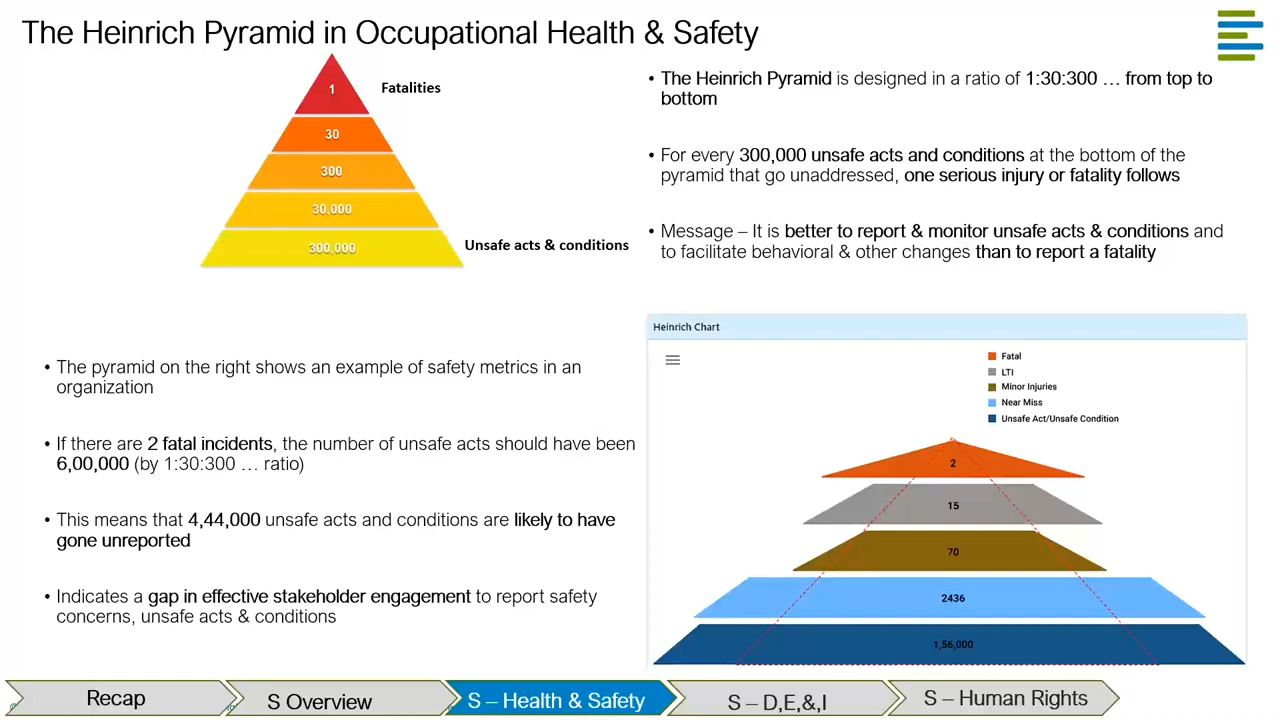 The Heinrich Pyramid in Occupational Health & Safety
1
Fatalities
30
300
30,000
300,000
Unsafe acts & conditions
• The Heinrich Pyramid is designed in a ratio of 1:30:300 … from top to
bottom
• For every 300,000 unsafe acts and conditions at the bottom of the
pyramid that go unaddressed, one serious injury or fatality follows
• Message – It is better to report & monitor unsafe acts & conditions and
to facilitate behavioral & other changes than to report a fatality
• The pyramid on the right shows an example of safety metrics in an
organization
• If there are 2 fatal incidents, the number of unsafe acts should have been
6,00,000 (by 1:30:300 … ratio)
• This means that 4,44,000 unsafe acts and conditions are likely to have
gone unreported
• Indicates a gap in effective stakeholder engagement to report safety
concerns, unsafe acts & conditions
Heinrich Chart
Fatal
LTI
Minor Injuries
Near Miss
Unsafe Act/Unsafe Condition
2
15
70
2436
1,56,000
Recap
S Overview
S – Health & Safety
S – D,E,&,I
S – Human Rights